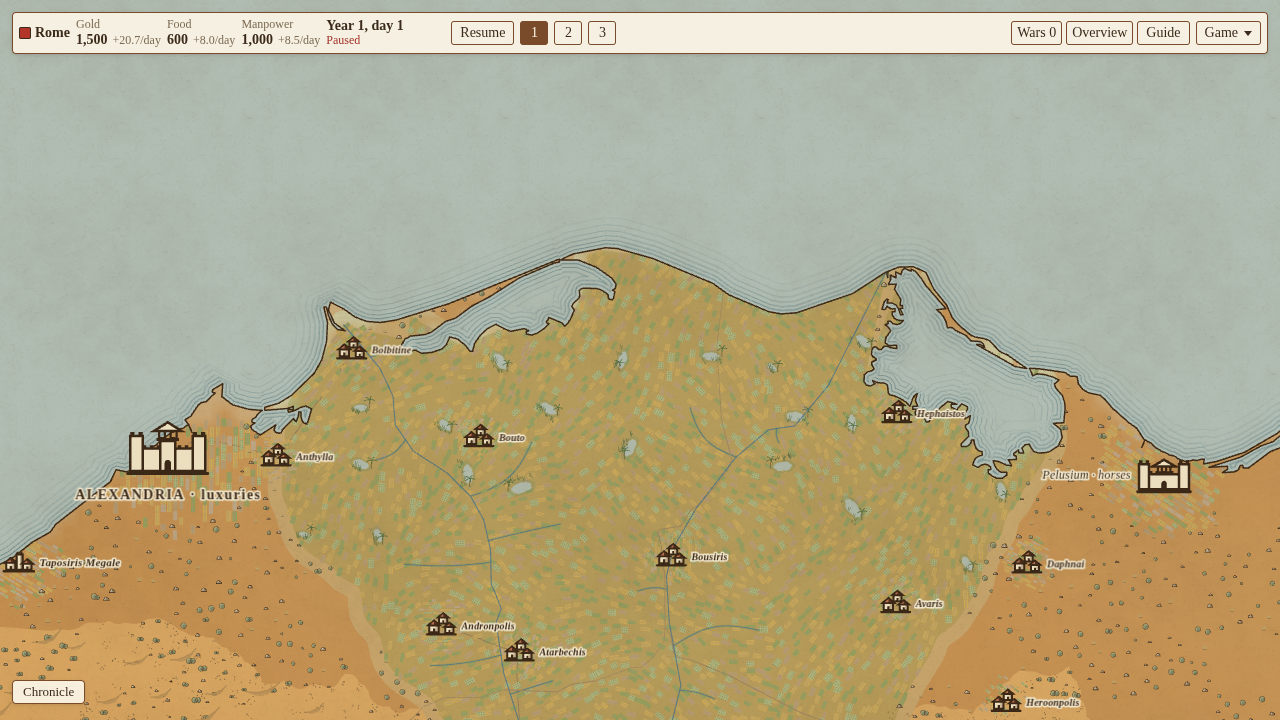 Rome
Gold
1,500 +20.7/day
Food
600 +8.0/day
Manpower
1,000 +8.5/day
Year 1, day 1
Paused
Resume
1
2
3
Wars 0
Overview
Guide
Game
Bolbitine
Hephaistos
Bouto
Anthylla
Pelusium · horses
ALEXANDRIA · luxuries
Bousiris
Taposiris Megale
Daphnai
Avaris
Andronpolis
Atarbechis
Chronicle
Heroonpolis